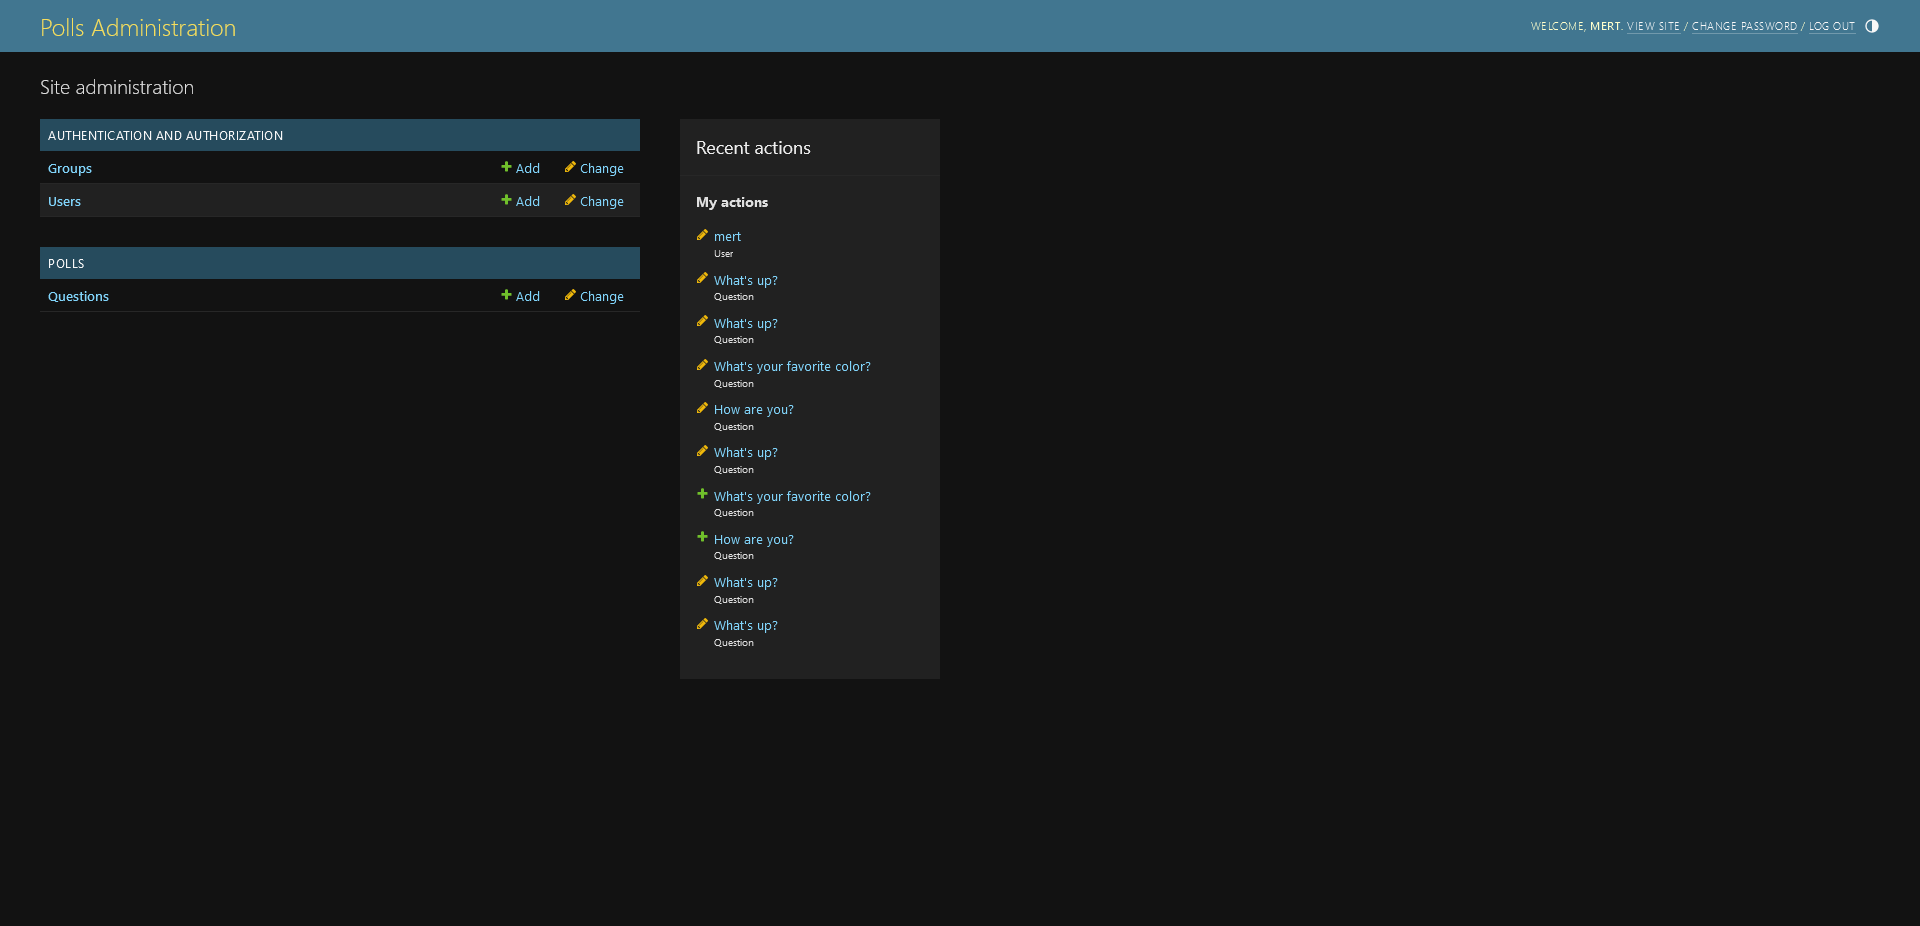 Polls Administration
WELCOME, MERT. VIEW SITE / CHANGE PASSWORD / LOG OUT
Site administration
AUTHENTICATION AND AUTHORIZATION
Groups Add Change
Users Add Change
POLLS
Questions Add Change
Recent actions
My actions
mert
User
What's up?
Question
What's up?
Question
What's your favorite color?
Question
How are you?
Question
What's up?
Question
What's your favorite color?
Question
How are you?
Question
What's up?
Question
What's up?
Question